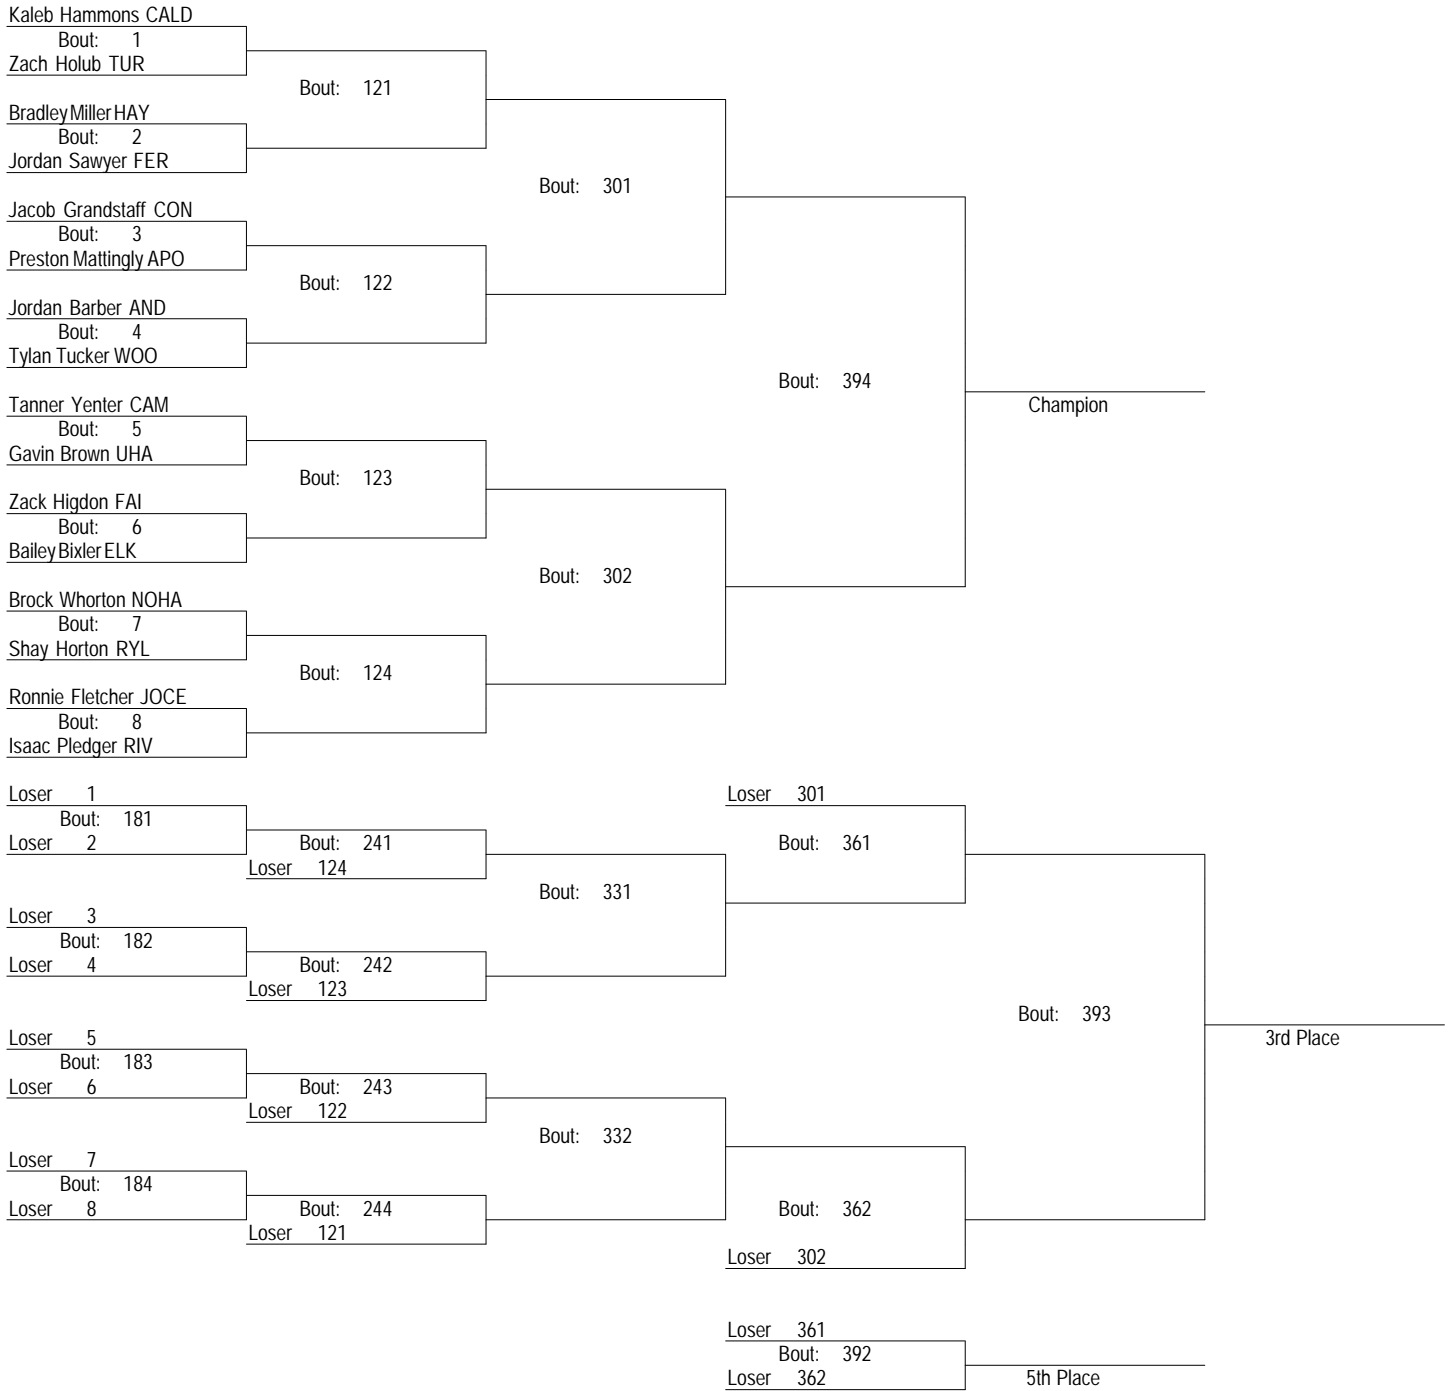 Kaleb Hammons CALD
Bout: 1
Zach Holub TUR
Bout: 121
Bradley Miller HAY
Bout: 2
Jordan Sawyer FER
Bout: 301
Jacob Grandstaff CON
Bout: 3
Preston Mattingly APO
Bout: 122
Jordan Barber AND
Bout: 4
Tylan Tucker WOO
Bout: 394
Champion
Tanner Yenter CAM
Bout: 5
Gavin Brown UHA
Bout: 123
Zack Higdon FAI
Bout: 6
Bailey Bixler ELK
Bout: 302
Brock Whorton NOHA
Bout: 7
Shay Horton RYL
Bout: 124
Ronnie Fletcher JOCE
Bout: 8
Isaac Pledger RIV
Loser 1
Loser 301
Bout: 181
Loser 2
Bout: 241
Bout: 361
Loser 124
Bout: 331
Loser 3
Bout: 182
Loser 4
Bout: 242
Loser 123
Bout: 393
Loser 5
3rd Place
Bout: 183
Loser 6
Bout: 243
Loser 122
Bout: 332
Loser 7
Bout: 184
Loser 8
Bout: 244
Bout: 362
Loser 121
Loser 302
Loser 361
Bout: 392
Loser 362
5th Place